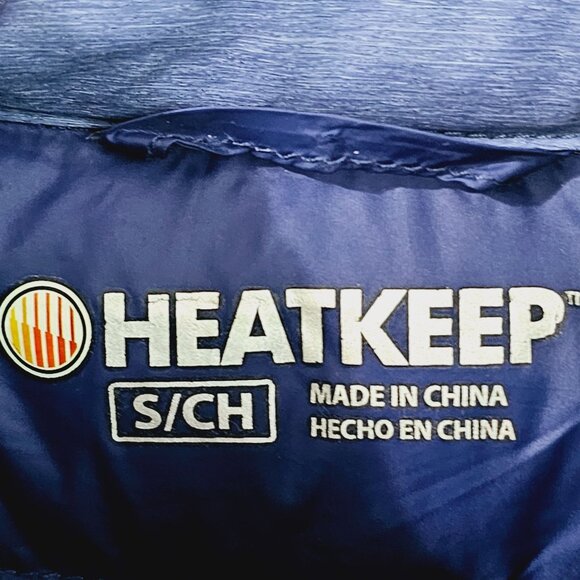 HEATKEEP™
S/CH
MADE IN CHINA
HECHO EN CHINA